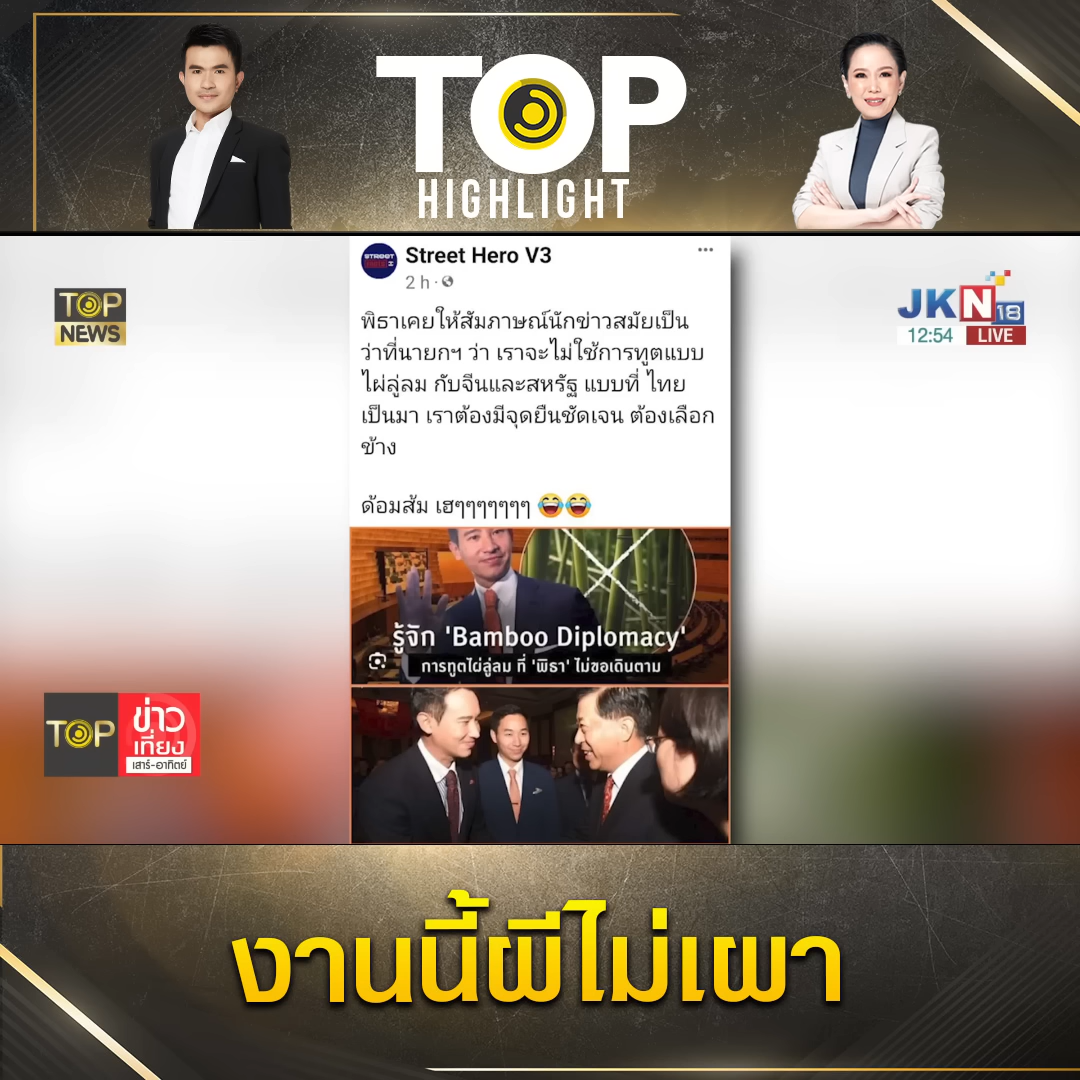 TOP
HIGHLIGHT
TOP
NEWS
JKN18
12:54 LIVE
Street Hero V3
2 h
พิธาเคยให้สัมภาษณ์นักข่าวสมัยเป็น
ว่าที่นายกฯ ว่า เราจะไม่ใช้การทูตแบบ
ไผ่ลู่ลม กับจีนและสหรัฐ แบบที่ ไทย
เป็นมา เราต้องมีจุดยืนชัดเจน ต้องเลือก
ข้าง
ด้อมส้ม เฮๆๆๆๆๆๆๆ 😂😂
รู้จัก 'Bamboo Diplomacy'
การทูตไผ่ลู่ลม ที่ 'พิธา' ไม่ขอเดินตาม
TOP ข่าว
เที่ยง
เสาร์-อาทิตย์
งานนี้ผีไม่เผา